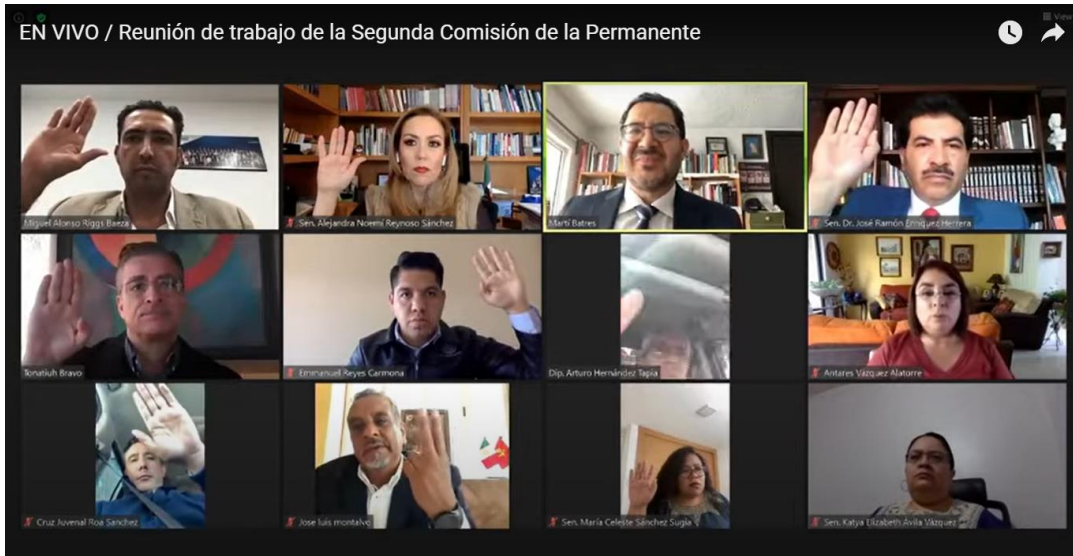 View
EN VIVO / Reunión de trabajo de la Segunda Comisión de la Permanente
Miguel Alonso Riggs Baeza
Sen. Alejandra Noemí Reynoso Sánchez
Martí Batres
Sen. Dr. José Ramón Enríquez Herrera
Tonatiuh Bravo
Emmanuel Reyes Carmona
Dip. Arturo Hernández Tapia
Antares Vázquez Alatorre
Cruz Juvenal Roa Sanchez
Jose luis montalvo
Sen. María Celeste Sánchez Sugía
Sen. Katya Elizabeth Ávila Vázquez